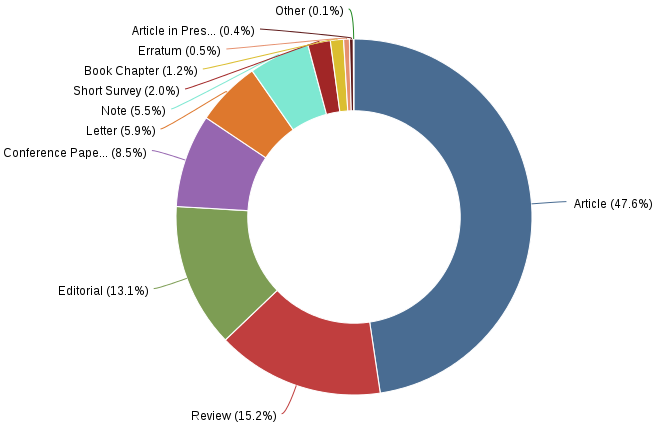 Other (0.1%)
Article in Pres... (0.4%)
Erratum (0.5%)
Book Chapter (1.2%)
Short Survey (2.0%)
Note (5.5%)
Letter (5.9%)
Conference Pape... (8.5%)
Article (47.6%)
Editorial (13.1%)
Review (15.2%)